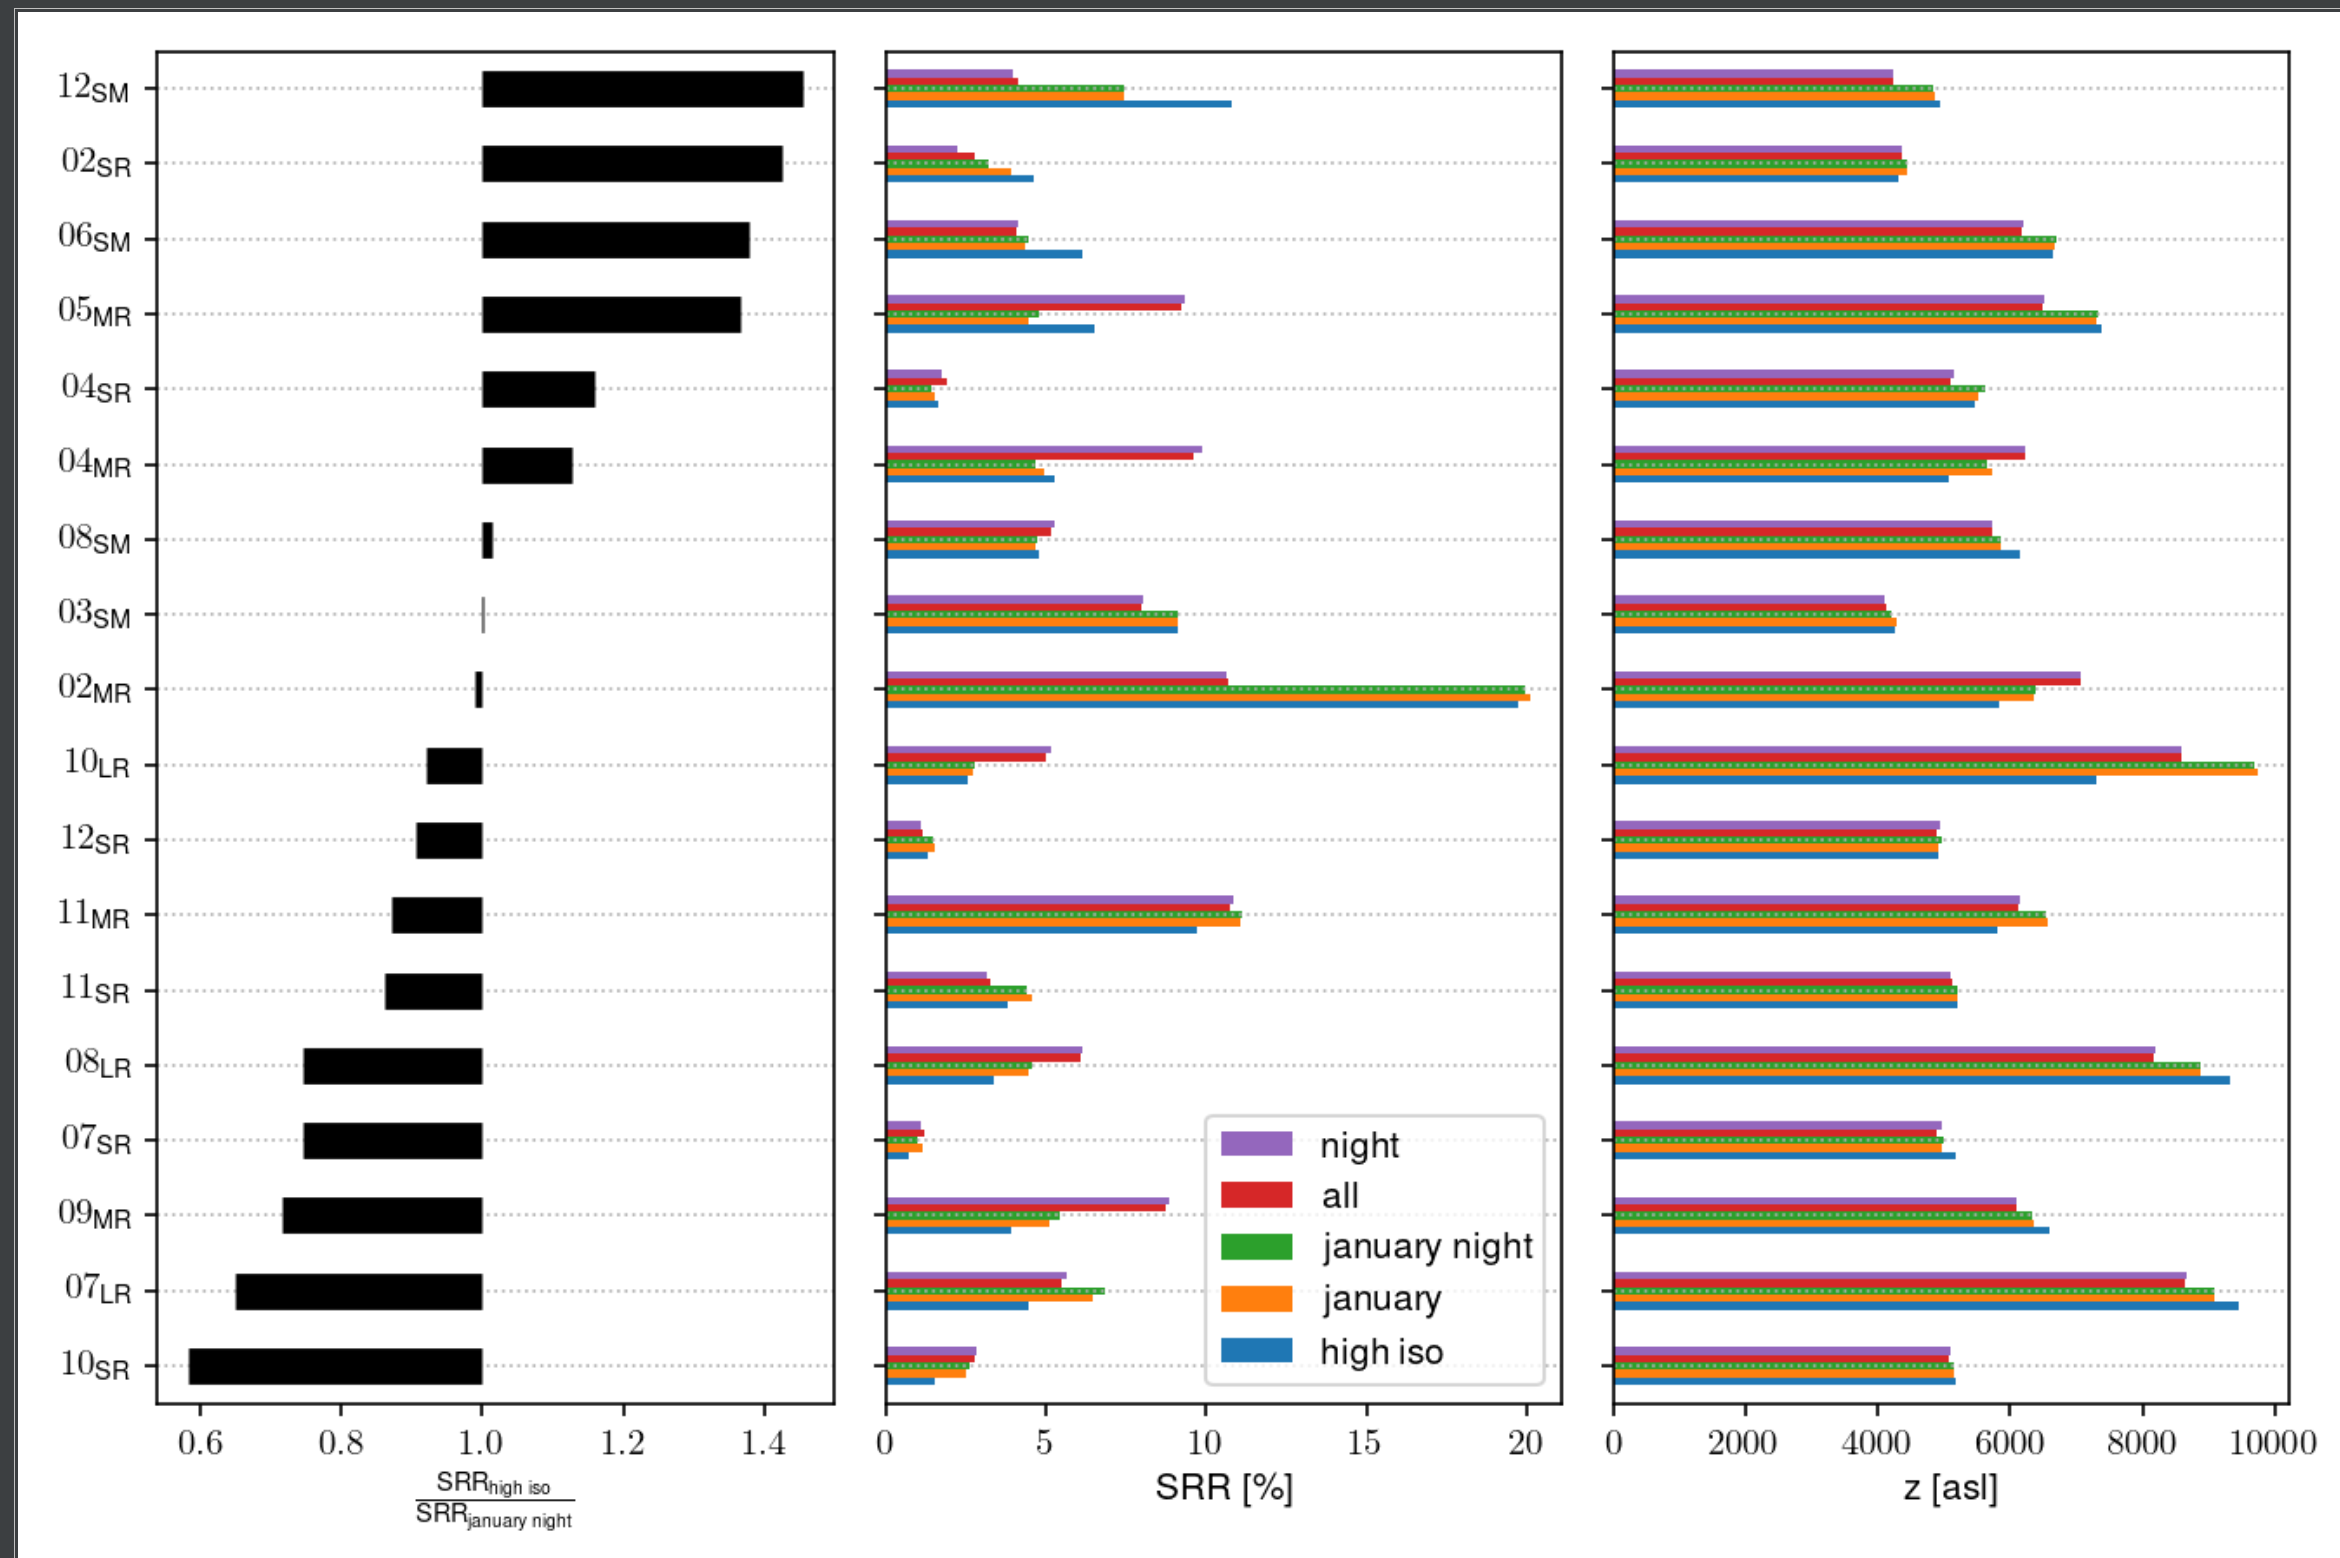 12SM
02SR
06SM
05MR
04SR
04MR
08SM
03SM
02MR
10LR
12SR
11MR
11SR
08LR
07SR
09MR
07LR
10SR
0.6 0.8 1.0 1.2 1.4
SRRhigh iso
SRRjanuary night
night
all
january night
january
high iso
0 5 10 15 20
SRR [%]
0 2000 4000 6000 8000 10000
z [asl]